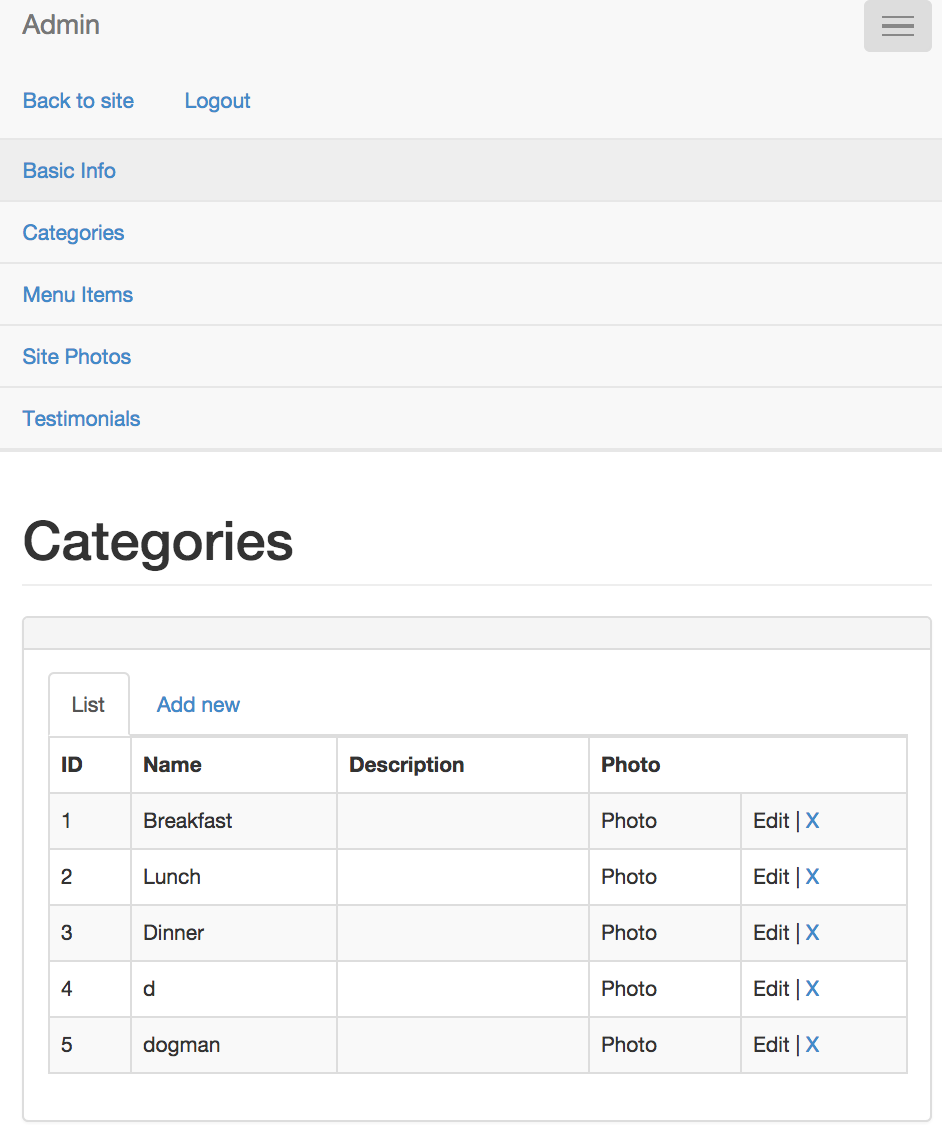 Admin
Back to site Logout
Basic Info
Categories
Menu Items
Site Photos
Testimonials
Categories
List Add new
ID Name Description Photo
1 Breakfast Photo Edit | X
2 Lunch Photo Edit | X
3 Dinner Photo Edit | X
4 d Photo Edit | X
5 dogman Photo Edit | X